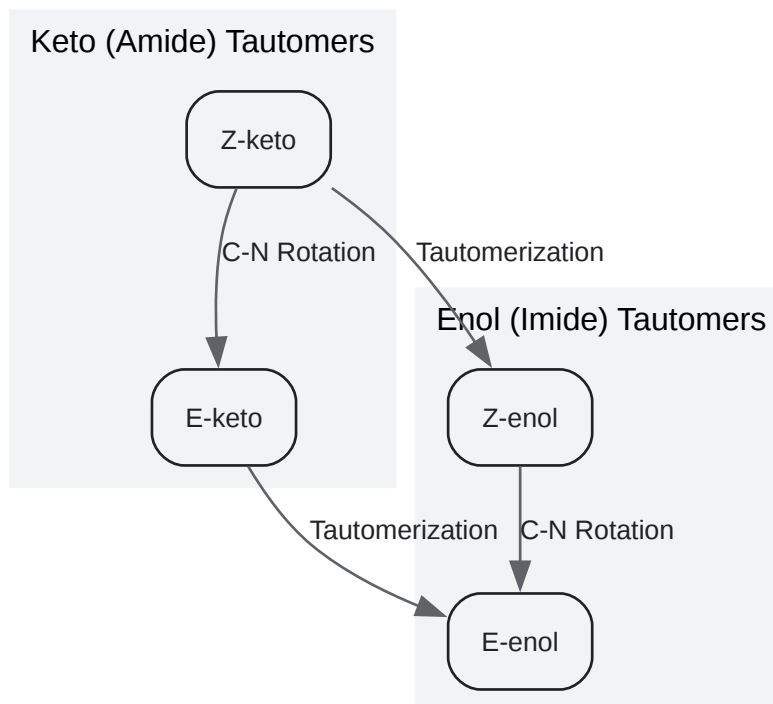 Keto (Amide) Tautomers
Z-keto
C-N Rotation
Tautomerization
Enol (Imide) Tautomers
E-keto
Z-enol
Tautomerization
C-N Rotation
E-enol